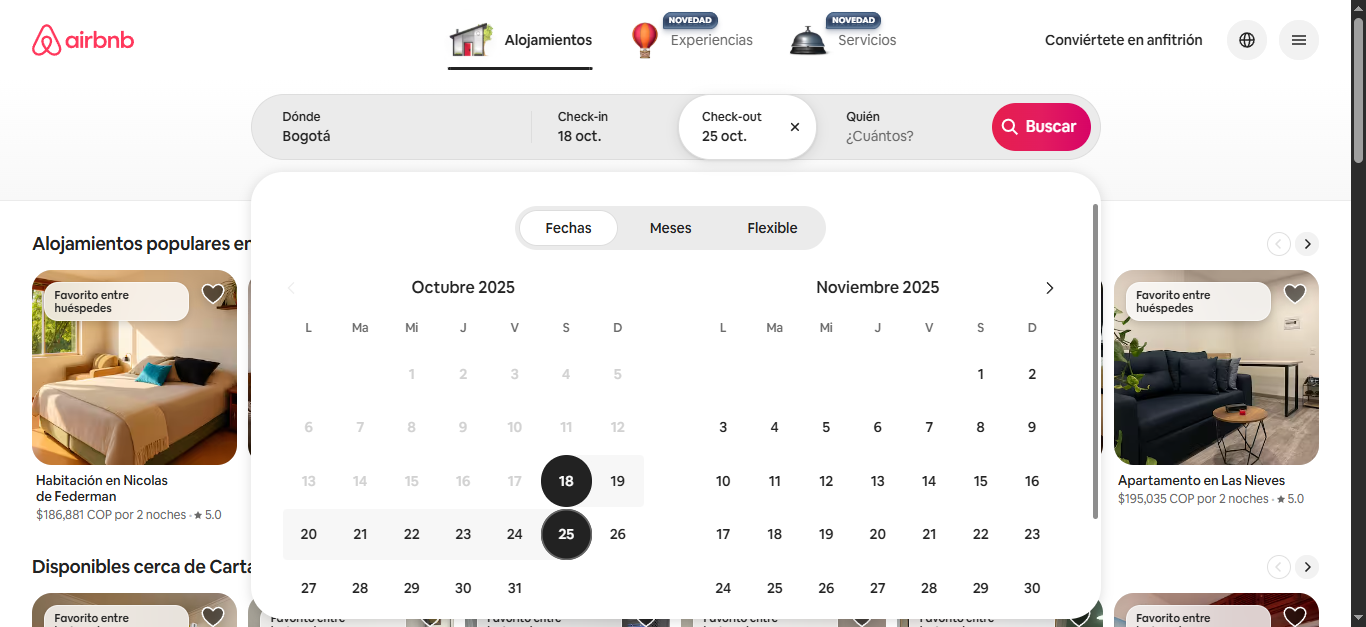 airbnb
Alojamientos
NOVEDAD
Experiencias
NOVEDAD
Servicios
Conviértete en anfitrión
Dónde
Bogotá
Check-in
18 oct.
Check-out
25 oct.
Quién
¿Cuántos?
Buscar
Fechas
Meses
Flexible
Octubre 2025
L Ma Mi J V S D
1 2 3 4 5
6 7 8 9 10 11 12
13 14 15 16 17 18 19
20 21 22 23 24 25 26
27 28 29 30 31
Noviembre 2025
L Ma Mi J V S D
1 2
3 4 5 6 7 8 9
10 11 12 13 14 15 16
17 18 19 20 21 22 23
24 25 26 27 28 29 30
Alojamientos populares en
Favorito entre
huéspedes
Habitación en Nicolas
de Federman
$186,881 COP por 2 noches · ★ 5.0
Favorito entre
huéspedes
Apartamento en Las Nieves
$195,035 COP por 2 noches · ★ 5.0
Disponibles cerca de Carta
Favorito entre
Favorito entre
Favorito entre
Favorito entre
Favorito entre
Favorito entre